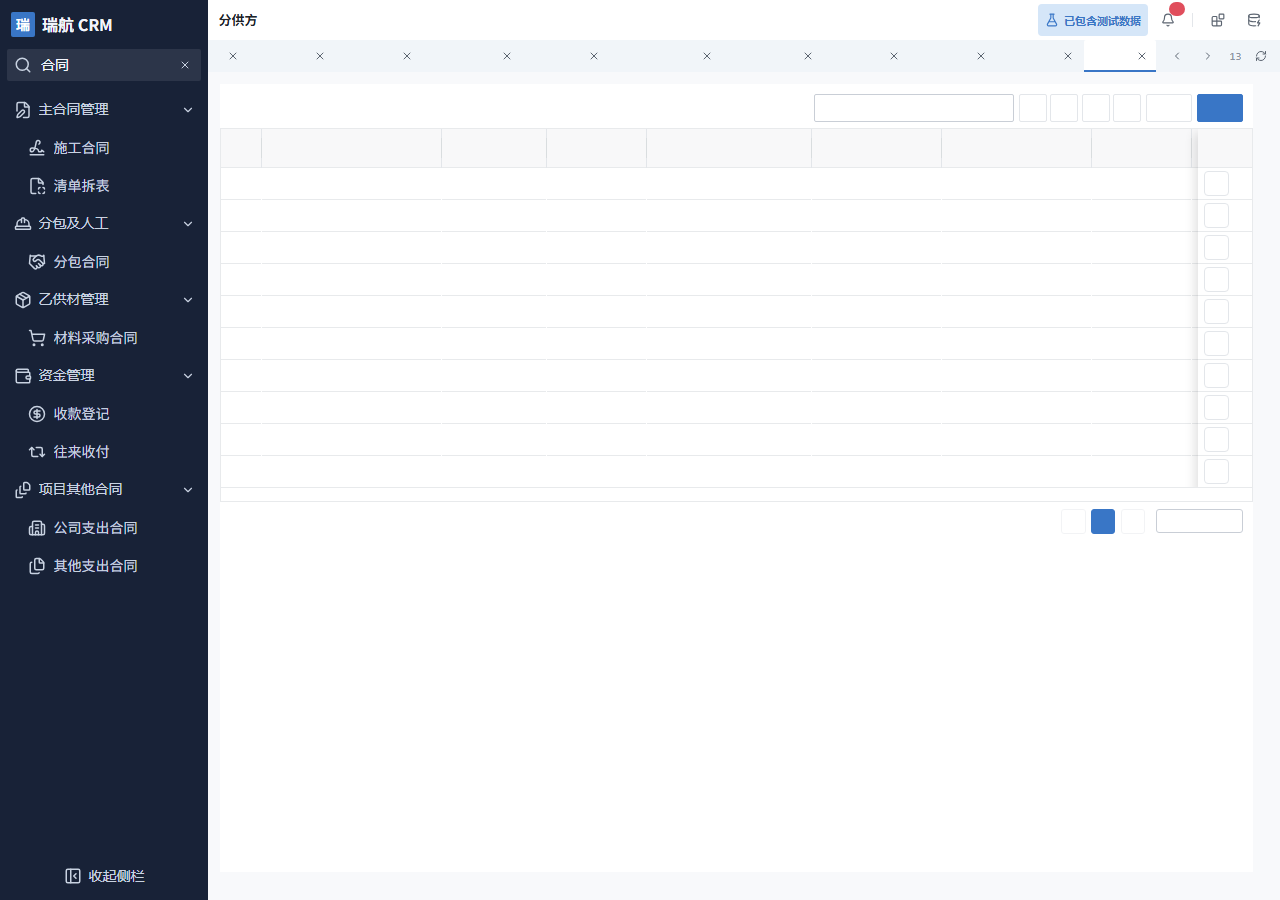 瑞 瑞航 CRM
合同
主合同管理
施工合同
清单拆表
分包及人工
分包合同
乙供材管理
材料采购合同
资金管理
收款登记
往来收付
项目其他合同
公司支出合同
其他支出合同
收起侧栏
分供方
已包含测试数据
13